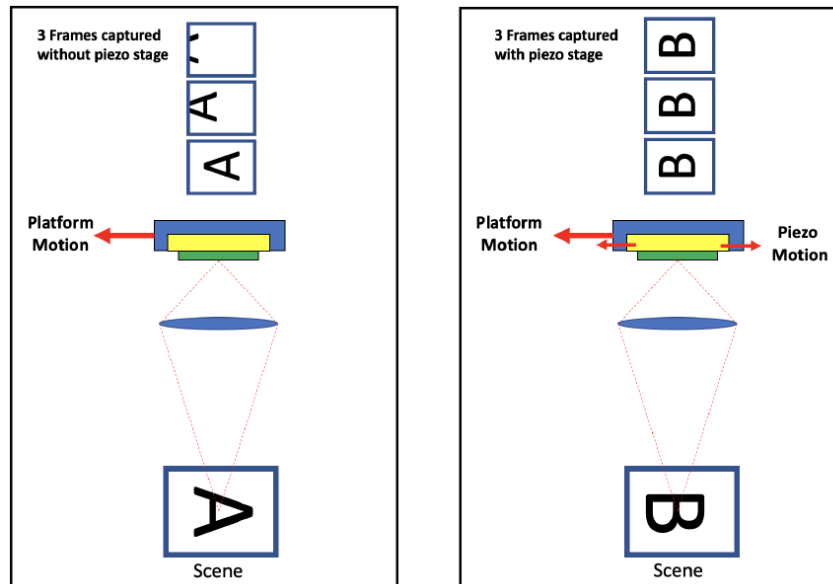 3 Frames captured
without piezo stage
A
A
A
Platform
Motion
A
Scene
3 Frames captured
with piezo stage
B
B
B
Platform
Motion
Piezo
Motion
B
Scene